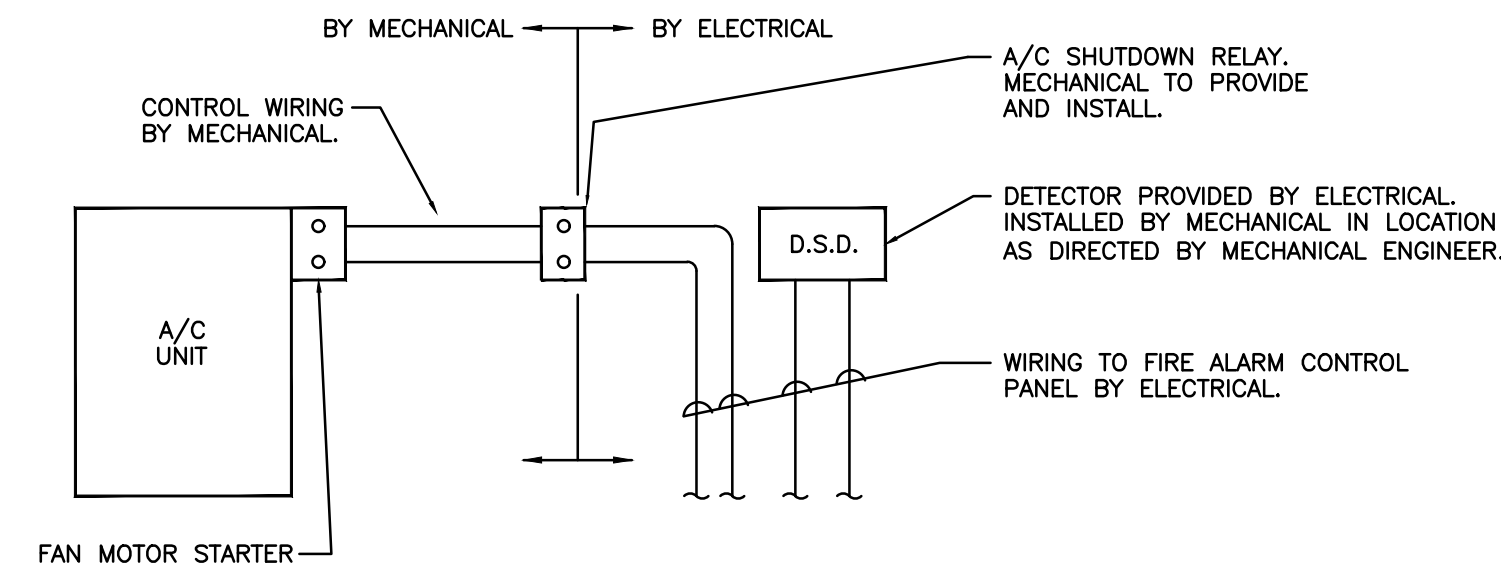 BY MECHANICAL
BY ELECTRICAL
A/C SHUTDOWN RELAY.
MECHANICAL TO PROVIDE
AND INSTALL.
CONTROL WIRING
BY MECHANICAL.
DETECTOR PROVIDED BY ELECTRICAL.
INSTALLED BY MECHANICAL IN LOCATION
AS DIRECTED BY MECHANICAL ENGINEER.
D.S.D.
A/C
UNIT
WIRING TO FIRE ALARM CONTROL
PANEL BY ELECTRICAL.
FAN MOTOR STARTER